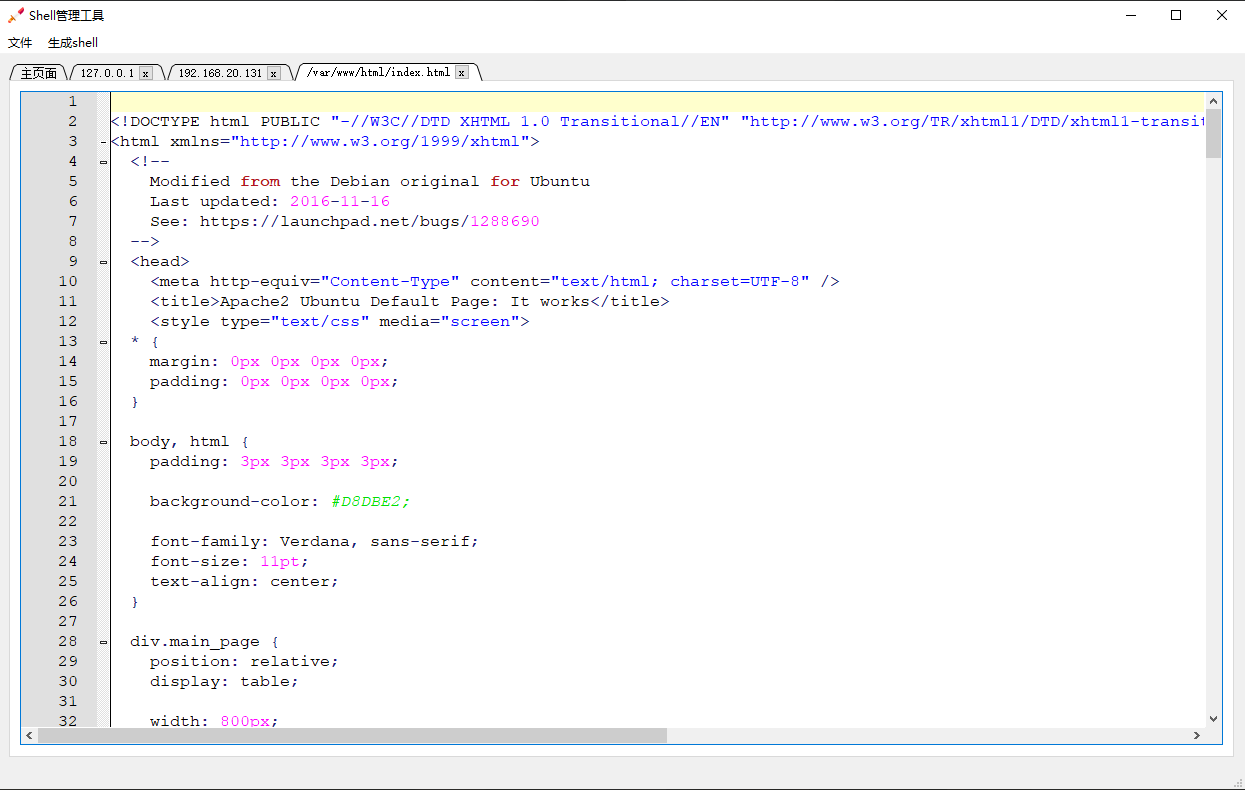 Shell管理工具
文件 生成shell
主页面 127.0.0.1 x 192.168.20.131 x /var/www/html/index.html x
1
2 <!DOCTYPE html PUBLIC "-//W3C//DTD XHTML 1.0 Transitional//EN" "http://www.w3.org/TR/xhtml1/DTD/xhtml1-transit
3 <html xmlns="http://www.w3.org/1999/xhtml">
4 <!--
5 Modified from the Debian original for Ubuntu
6 Last updated: 2016-11-16
7 See: https://launchpad.net/bugs/1288690
8 -->
9 <head>
10 <meta http-equiv="Content-Type" content="text/html; charset=UTF-8" />
11 <title>Apache2 Ubuntu Default Page: It works</title>
12 <style type="text/css" media="screen">
13 * {
14 margin: 0px 0px 0px 0px;
15 padding: 0px 0px 0px 0px;
16 }
17
18 body, html {
19 padding: 3px 3px 3px 3px;
20
21 background-color: #D8DBE2;
22
23 font-family: Verdana, sans-serif;
24 font-size: 11pt;
25 text-align: center;
26 }
27
28 div.main_page {
29 position: relative;
30 display: table;
31
32 width: 800px;